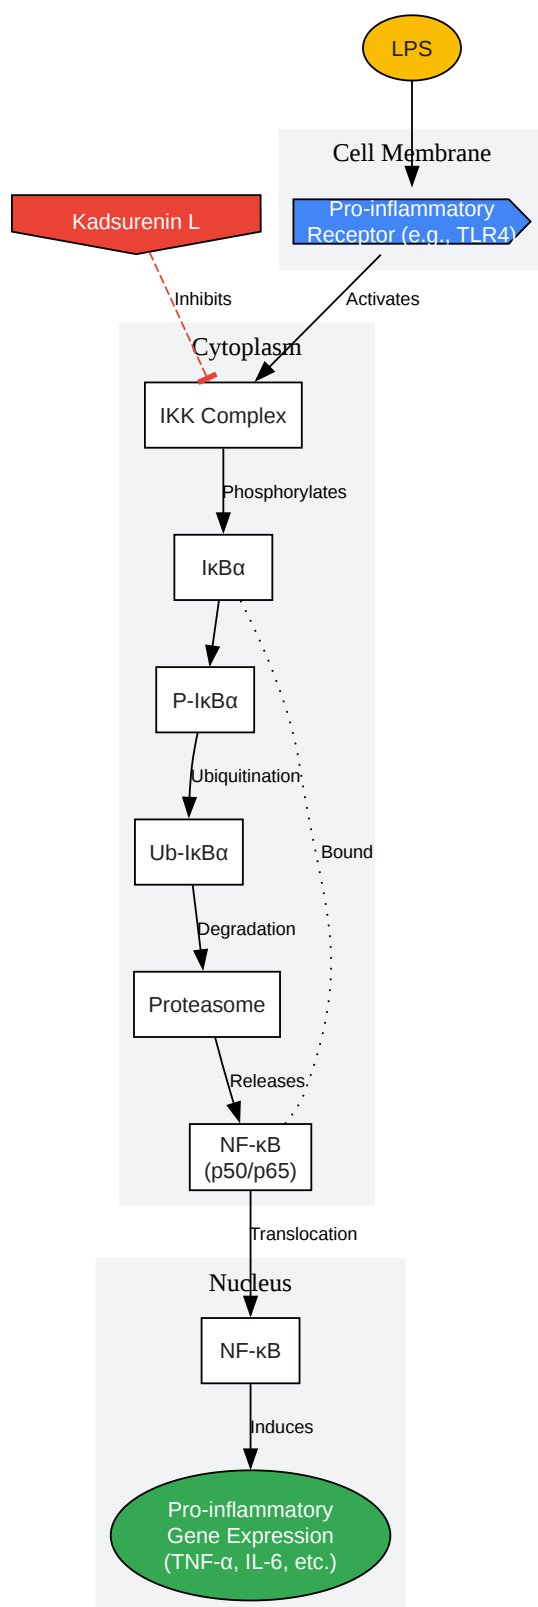 LPS
Cell Membrane
Pro-inflammatory
Receptor (e.g., TLR4)
Kadsurenin L
Inhibits
Activates
Cytoplasm
IKK Complex
Phosphorylates
IκBα
P-IκBα
Ubiquitination
Ub-IκBα
Bound
Degradation
Proteasome
Releases
NF-κB
(p50/p65)
Translocation
Nucleus
NF-κB
Induces
Pro-inflammatory
Gene Expression
(TNF-α, IL-6, etc.)